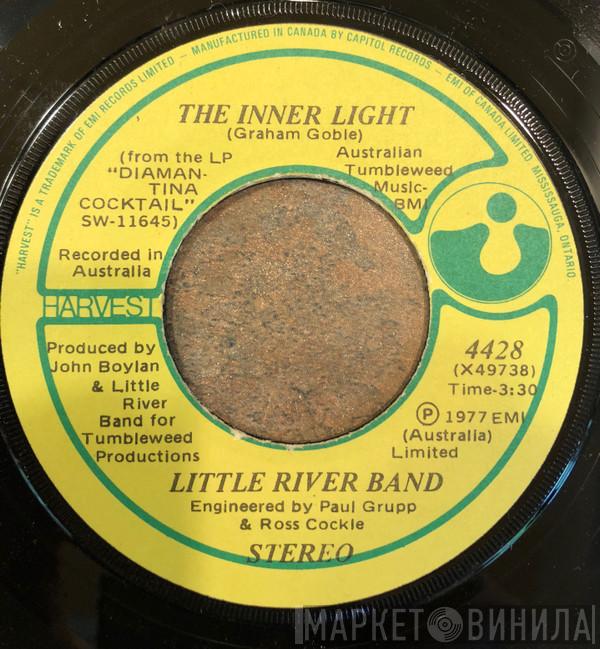 "HARVEST" IS A TRADEMARK OF EMI RECORDS LIMITED – MANUFACTURED IN CANADA BY CAPITOL RECORDS – EMI OF CANADA LIMITED MISSISSAUGA, ONTARIO.
THE INNER LIGHT
(Graham Goble)
(from the LP
"DIAMAN-
TINA
COCKTAIL"
SW-11645)
Australian
Tumbleweed
Music-
BMI
Recorded in
Australia
HARVEST
Produced by
John Boylan
& Little
River
Band for
Tumbleweed
Productions
4428
(X49738)
Time-3:30
℗ 1977 EMI
(Australia)
Limited
LITTLE RIVER BAND
Engineered by Paul Grupp
& Ross Cockle
STEREO
МАРКЕТ ВИНИЛА